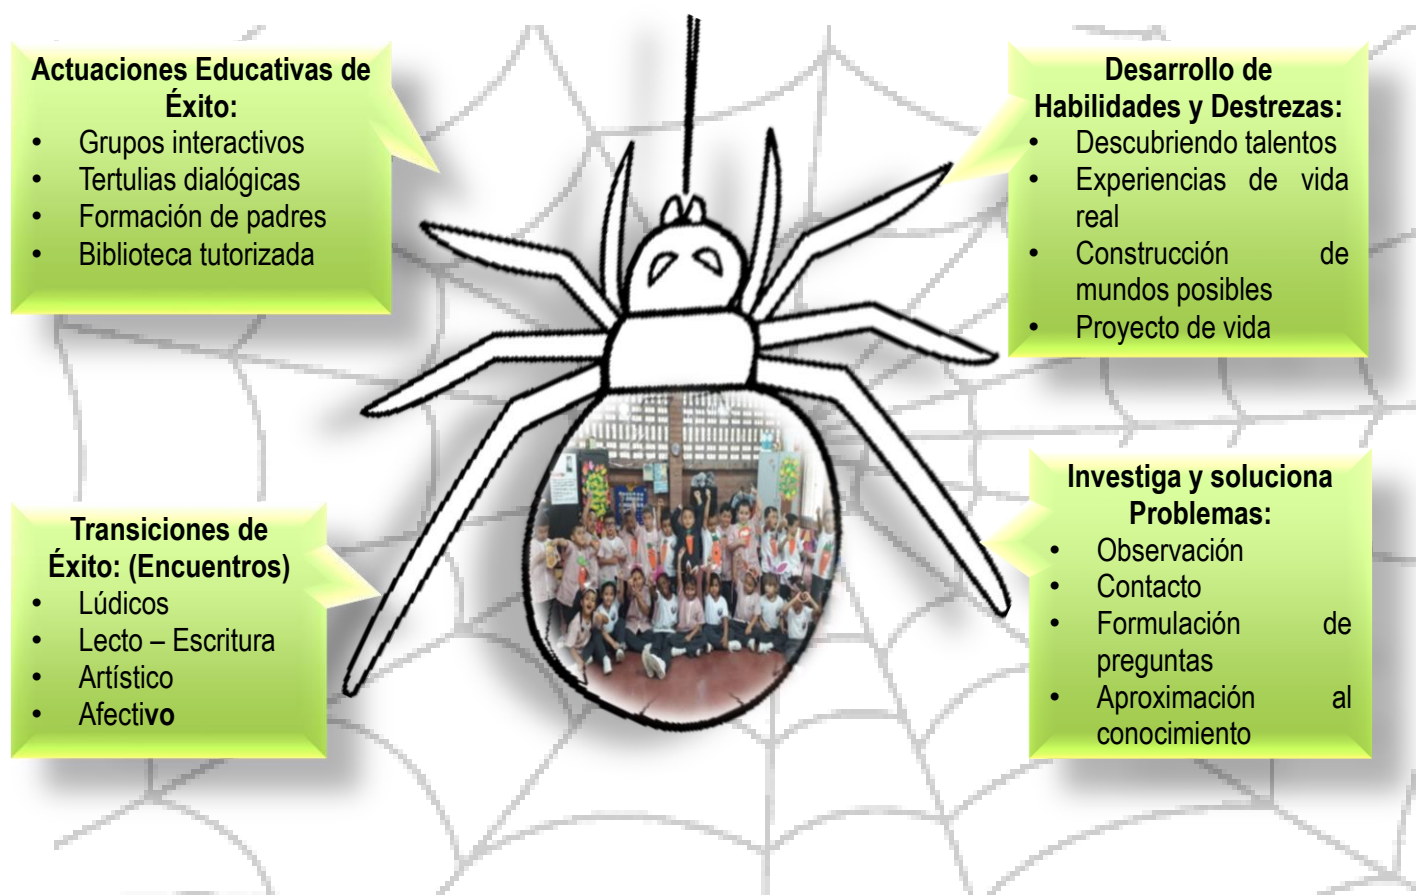 Actuaciones Educativas de
Éxito:
• Grupos interactivos
• Tertulias dialógicas
• Formación de padres
• Biblioteca tutorizada
Desarrollo de
Habilidades y Destrezas:
• Descubriendo talentos
• Experiencias de vida
real
• Construcción de
mundos posibles
• Proyecto de vida
Transiciones de
Éxito: (Encuentros)
• Lúdicos
• Lecto – Escritura
• Artístico
• Afectivo
Investiga y soluciona
Problemas:
• Observación
• Contacto
• Formulación de
preguntas
• Aproximación al
conocimiento